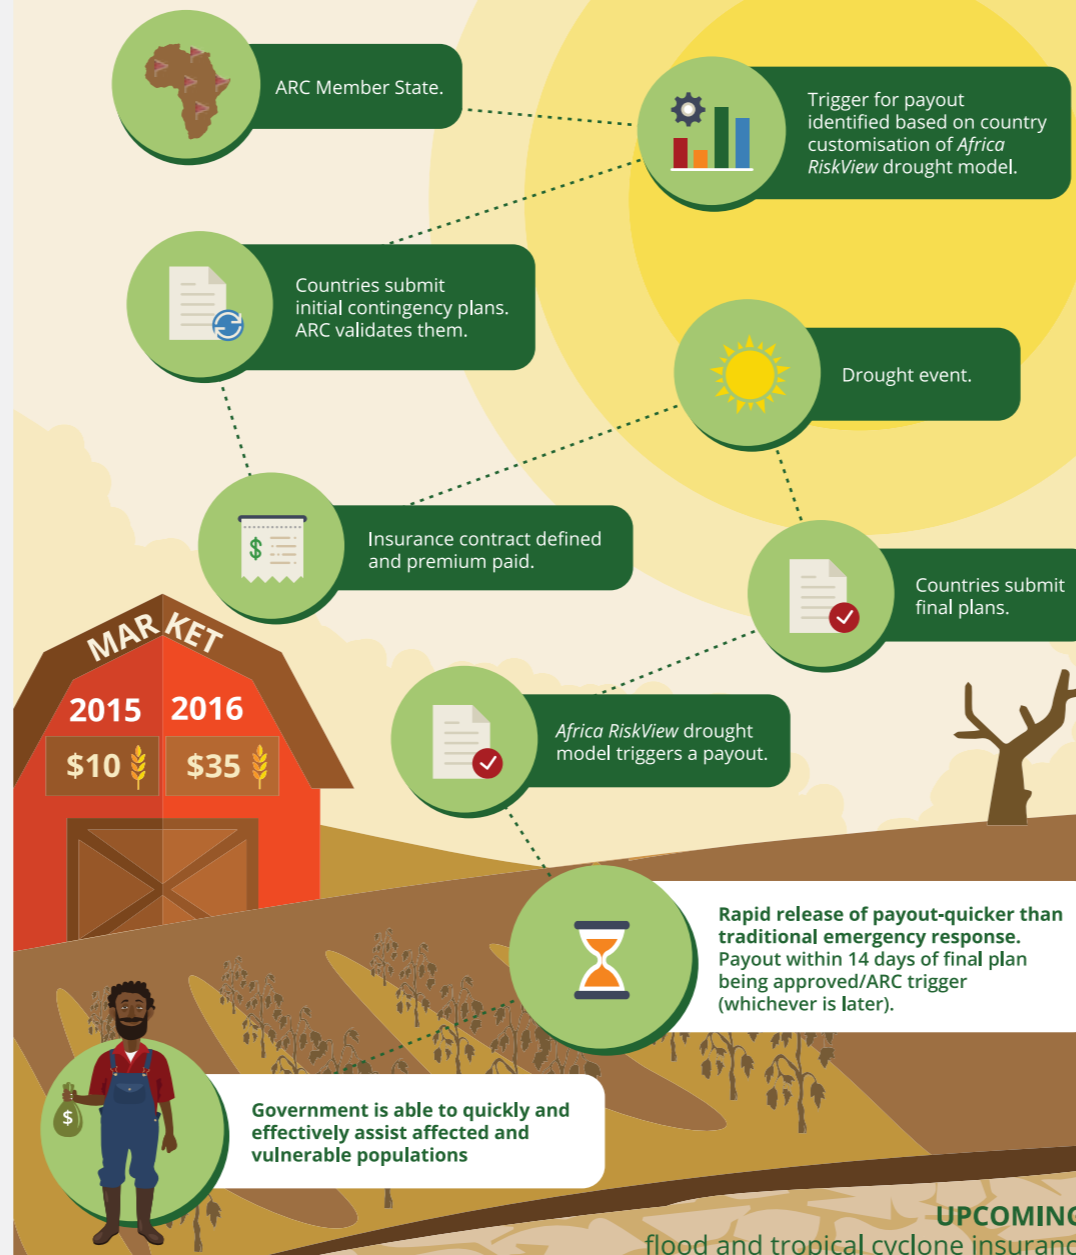 ARC Member State.
Trigger for payout
identified based on country
customisation of Africa
RiskView drought model.
Countries submit
initial contingency plans.
ARC validates them.
Drought event.
Insurance contract defined
and premium paid.
Countries submit
final plans.
MARKET
2015 2016
$10 $35
Africa RiskView drought
model triggers a payout.
Rapid release of payout-quicker than
traditional emergency response.
Payout within 14 days of final plan
being approved/ARC trigger
(whichever is later).
$
Government is able to quickly and
effectively assist affected and
vulnerable populations
UPCOMING
flood and tropical cyclone insuranc